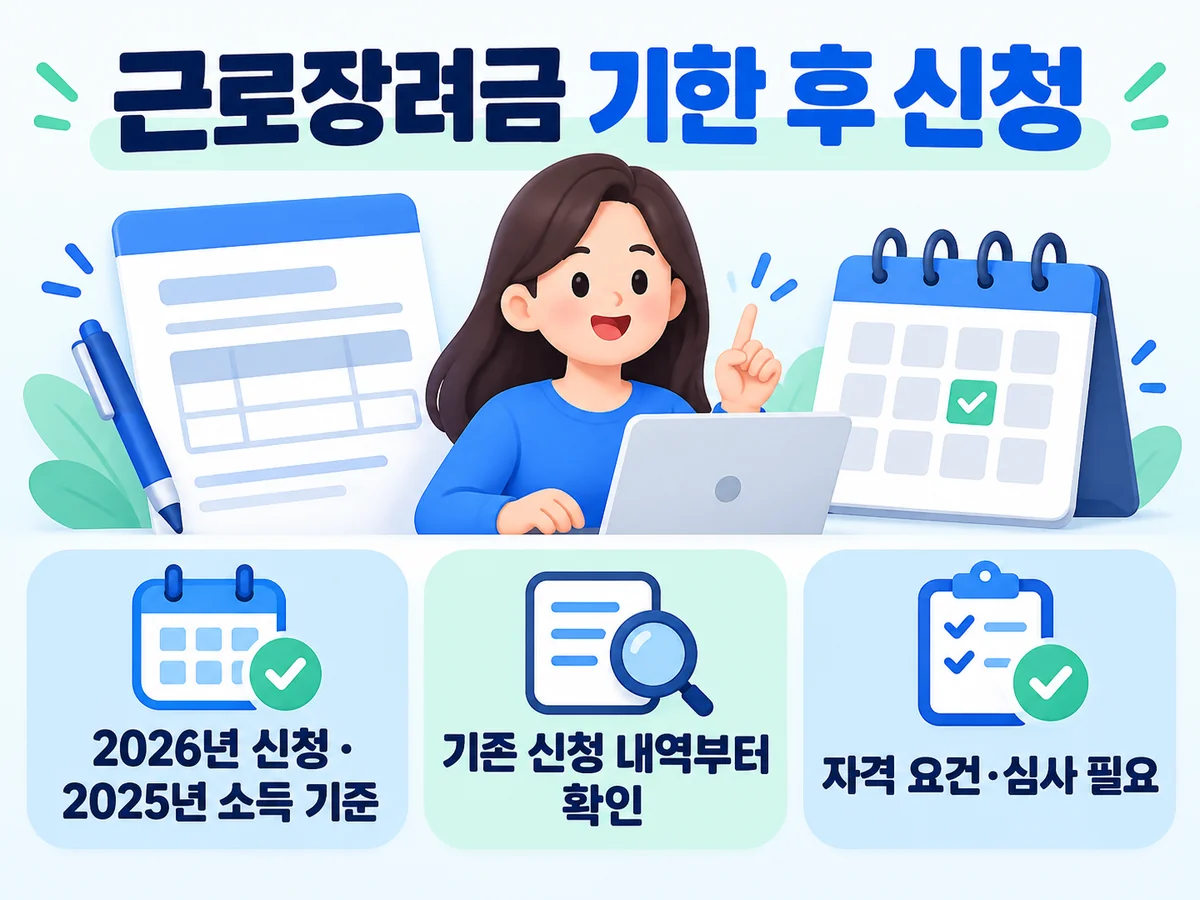 근로장려금 기한 후 신청
2026년 신청 ·
2025년 소득 기준
기존 신청 내역부터
확인
자격 요건·심사 필요